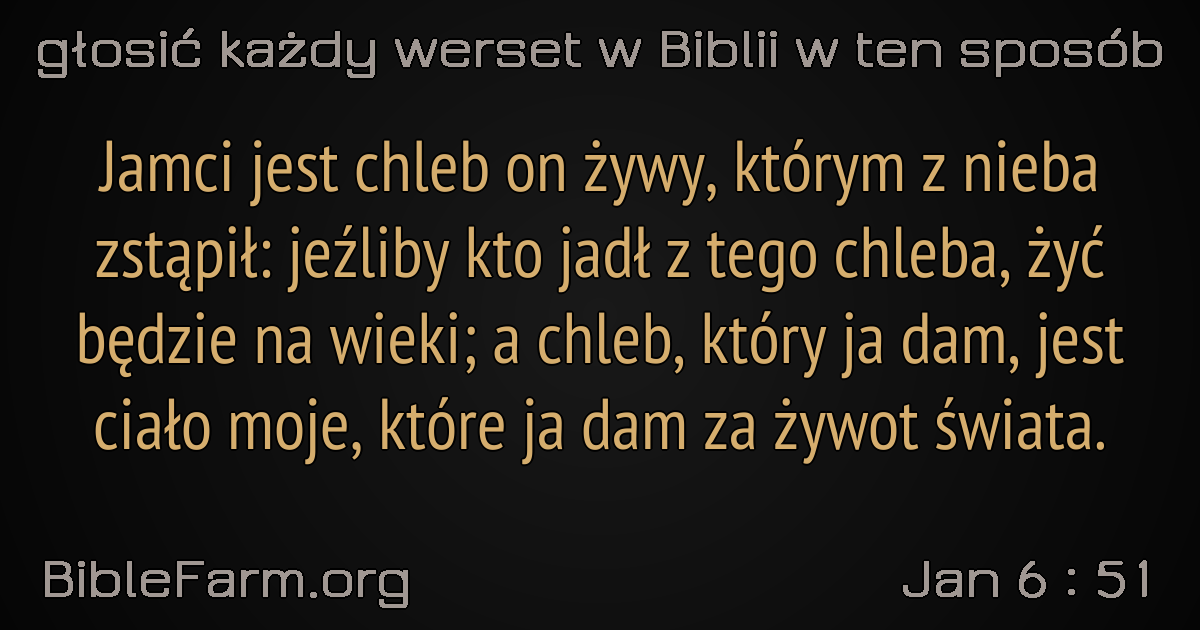 głosić każdy werset w Biblii w ten sposób
Jamci jest chleb on żywy, którym z nieba
zstąpił: jeźliby kto jadł z tego chleba, żyć
będzie na wieki; a chleb, który ja dam, jest
ciało moje, które ja dam za żywot świata.
BibleFarm.org
Jan 6 : 51